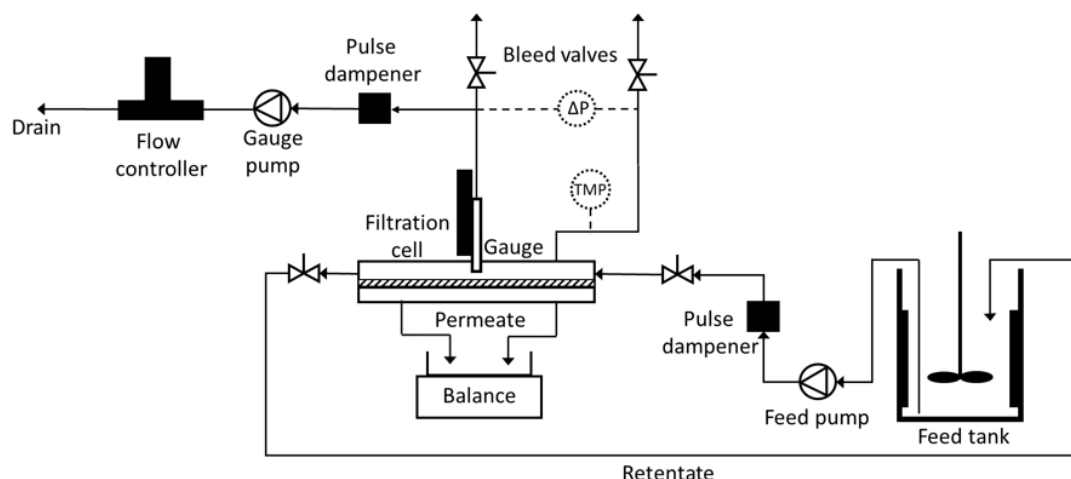 Pulse
dampener
Bleed valves
ΔP
Drain
Flow
controller
Gauge
pump
TMP
Filtration
cell
Gauge
Permeate
Balance
Pulse
dampener
Feed pump
Feed tank
Retentate